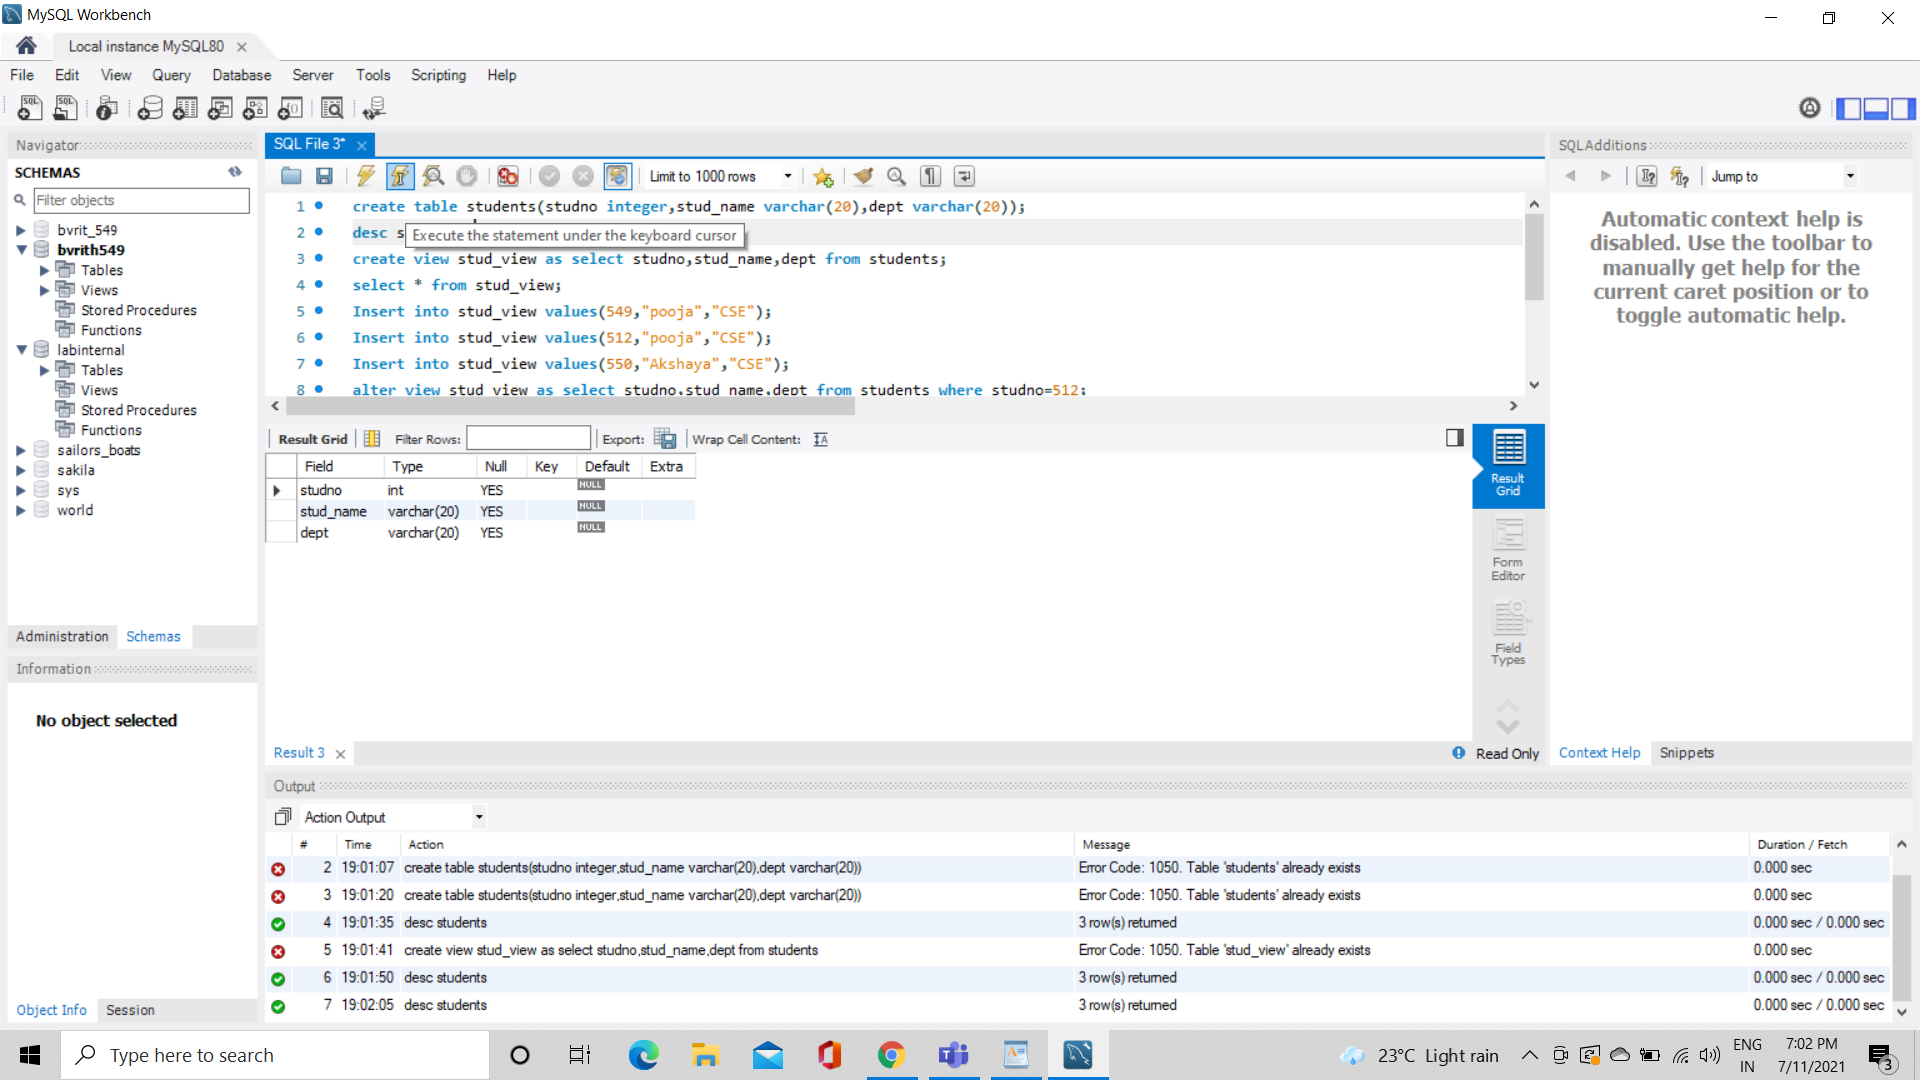 MySQL Workbench
Local instance MySQL80
File Edit View Query Database Server Tools Scripting Help
Navigator
SCHEMAS
Filter objects
bvrit_549
bvrith549
Tables
Views
Stored Procedures
Functions
labinternal
Tables
Views
Stored Procedures
Functions
sailors_boats
sakila
sys
world
Administration Schemas
Information
No object selected
Object Info Session
SQL File 3*
Limit to 1000 rows
1 create table students(studno integer,stud_name varchar(20),dept varchar(20));
2 desc s
Execute the statement under the keyboard cursor
3 create view stud_view as select studno,stud_name,dept from students;
4 select * from stud_view;
5 Insert into stud_view values(549,"pooja","CSE");
6 Insert into stud_view values(512,"pooja","CSE");
7 Insert into stud_view values(550,"Akshaya","CSE");
8 alter view stud_view as select studno,stud_name,dept from students where studno=512;
Result Grid Filter Rows: Export: Wrap Cell Content:
Field Type Null Key Default Extra
studno int YES NULL
stud_name varchar(20) YES NULL
dept varchar(20) YES NULL
Result Grid
Form Editor
Field Types
Result 3
Read Only
SQLAdditions
Jump to
Automatic context help is
disabled. Use the toolbar to
manually get help for the
current caret position or to
toggle automatic help.
Context Help Snippets
Output
Action Output
# Time Action Message Duration / Fetch
2 19:01:07 create table students(studno integer,stud_name varchar(20),dept varchar(20)) Error Code: 1050. Table 'students' already exists 0.000 sec
3 19:01:20 create table students(studno integer,stud_name varchar(20),dept varchar(20)) Error Code: 1050. Table 'students' already exists 0.000 sec
4 19:01:35 desc students 3 row(s) returned 0.000 sec / 0.000 sec
5 19:01:41 create view stud_view as select studno,stud_name,dept from students Error Code: 1050. Table 'stud_view' already exists 0.000 sec
6 19:01:50 desc students 3 row(s) returned 0.000 sec / 0.000 sec
7 19:02:05 desc students 3 row(s) returned 0.000 sec / 0.000 sec
Type here to search
23°C Light rain
ENG
IN
7:02 PM
7/11/2021
3